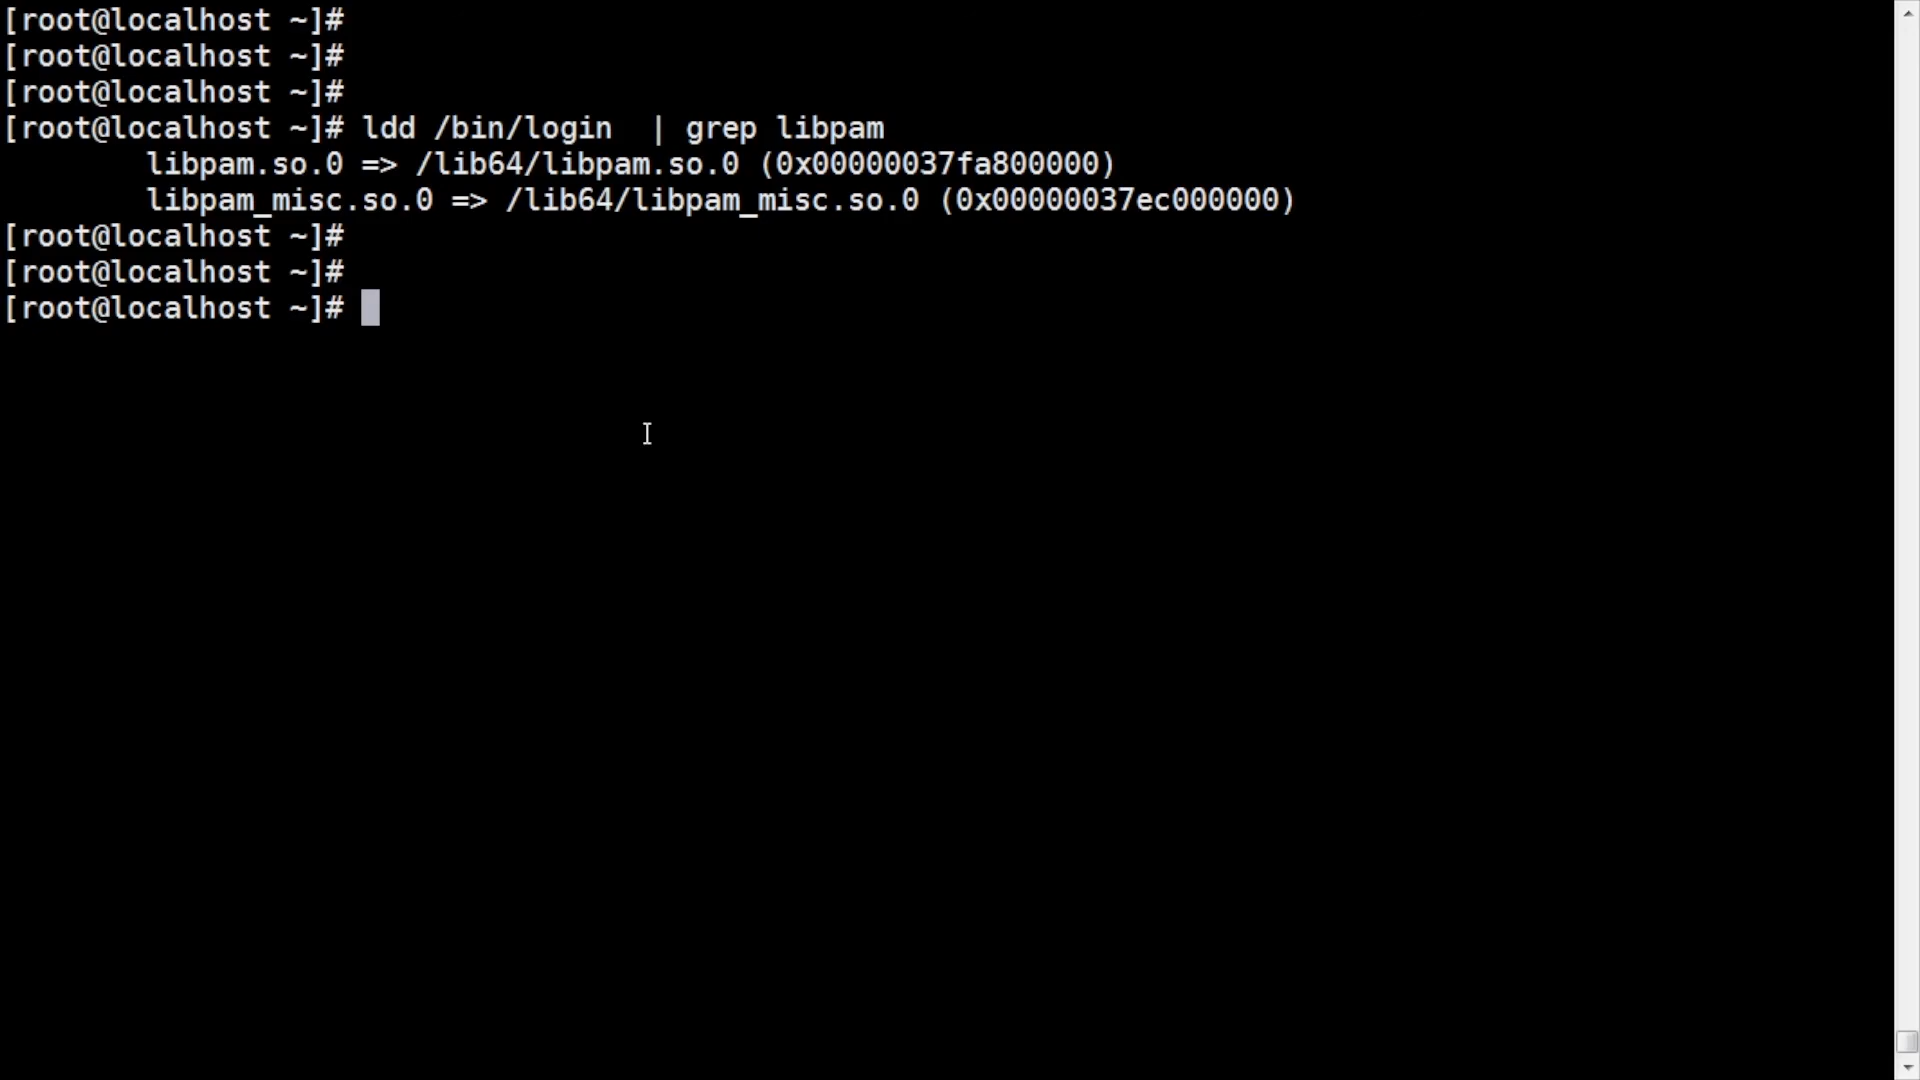 [root@localhost ~]#
[root@localhost ~]#
[root@localhost ~]#
[root@localhost ~]# ldd /bin/login  | grep libpam
        libpam.so.0 => /lib64/libpam.so.0 (0x00000037fa800000)
        libpam_misc.so.0 => /lib64/libpam_misc.so.0 (0x00000037ec000000)
[root@localhost ~]#
[root@localhost ~]#
[root@localhost ~]#